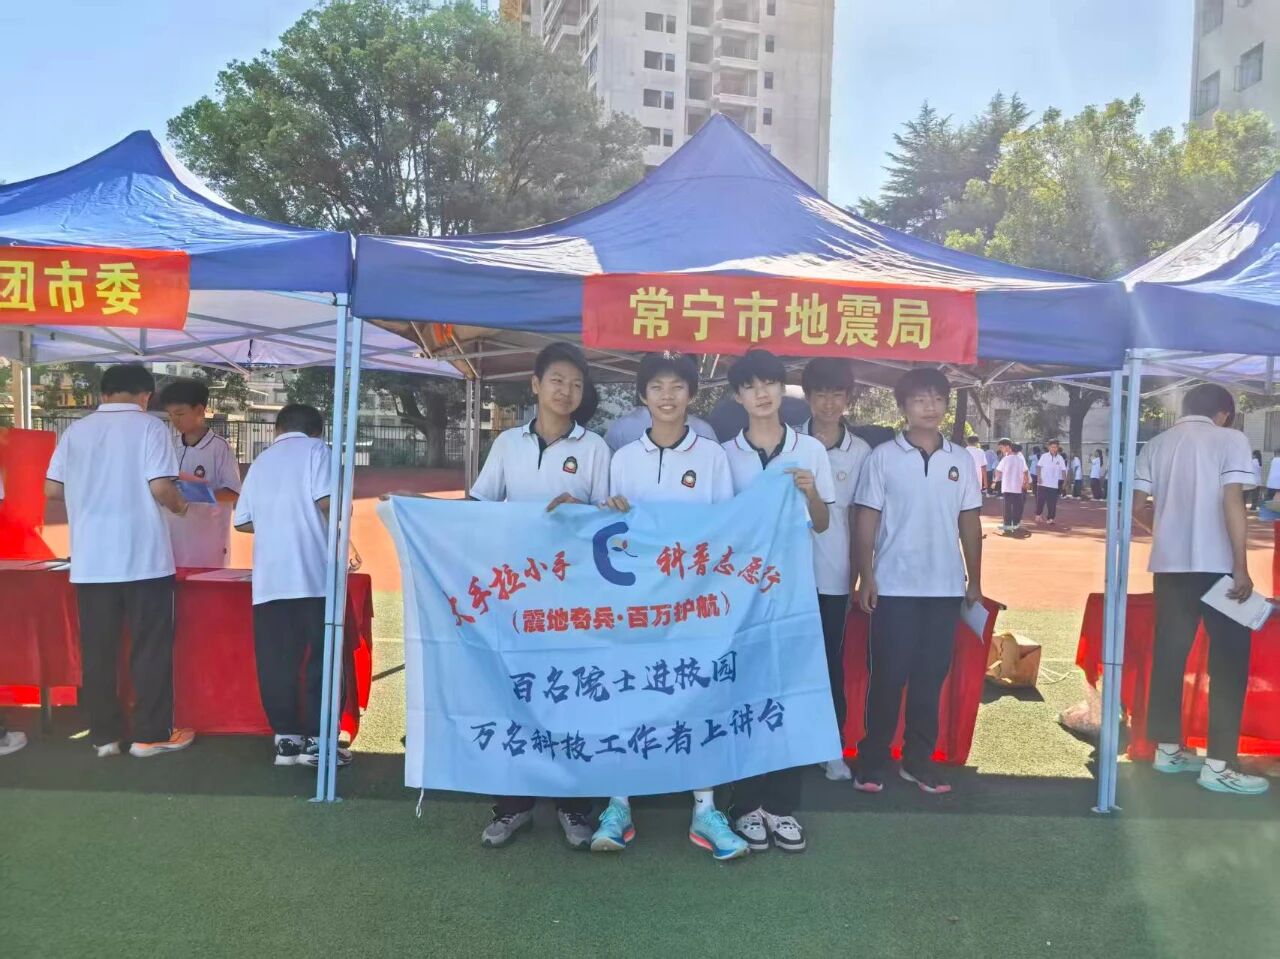 团市委
常宁市地震局
大手拉小手 科普志愿行
（震地奇兵·百万护航）
百名院士进校园
万名科技工作者上讲台